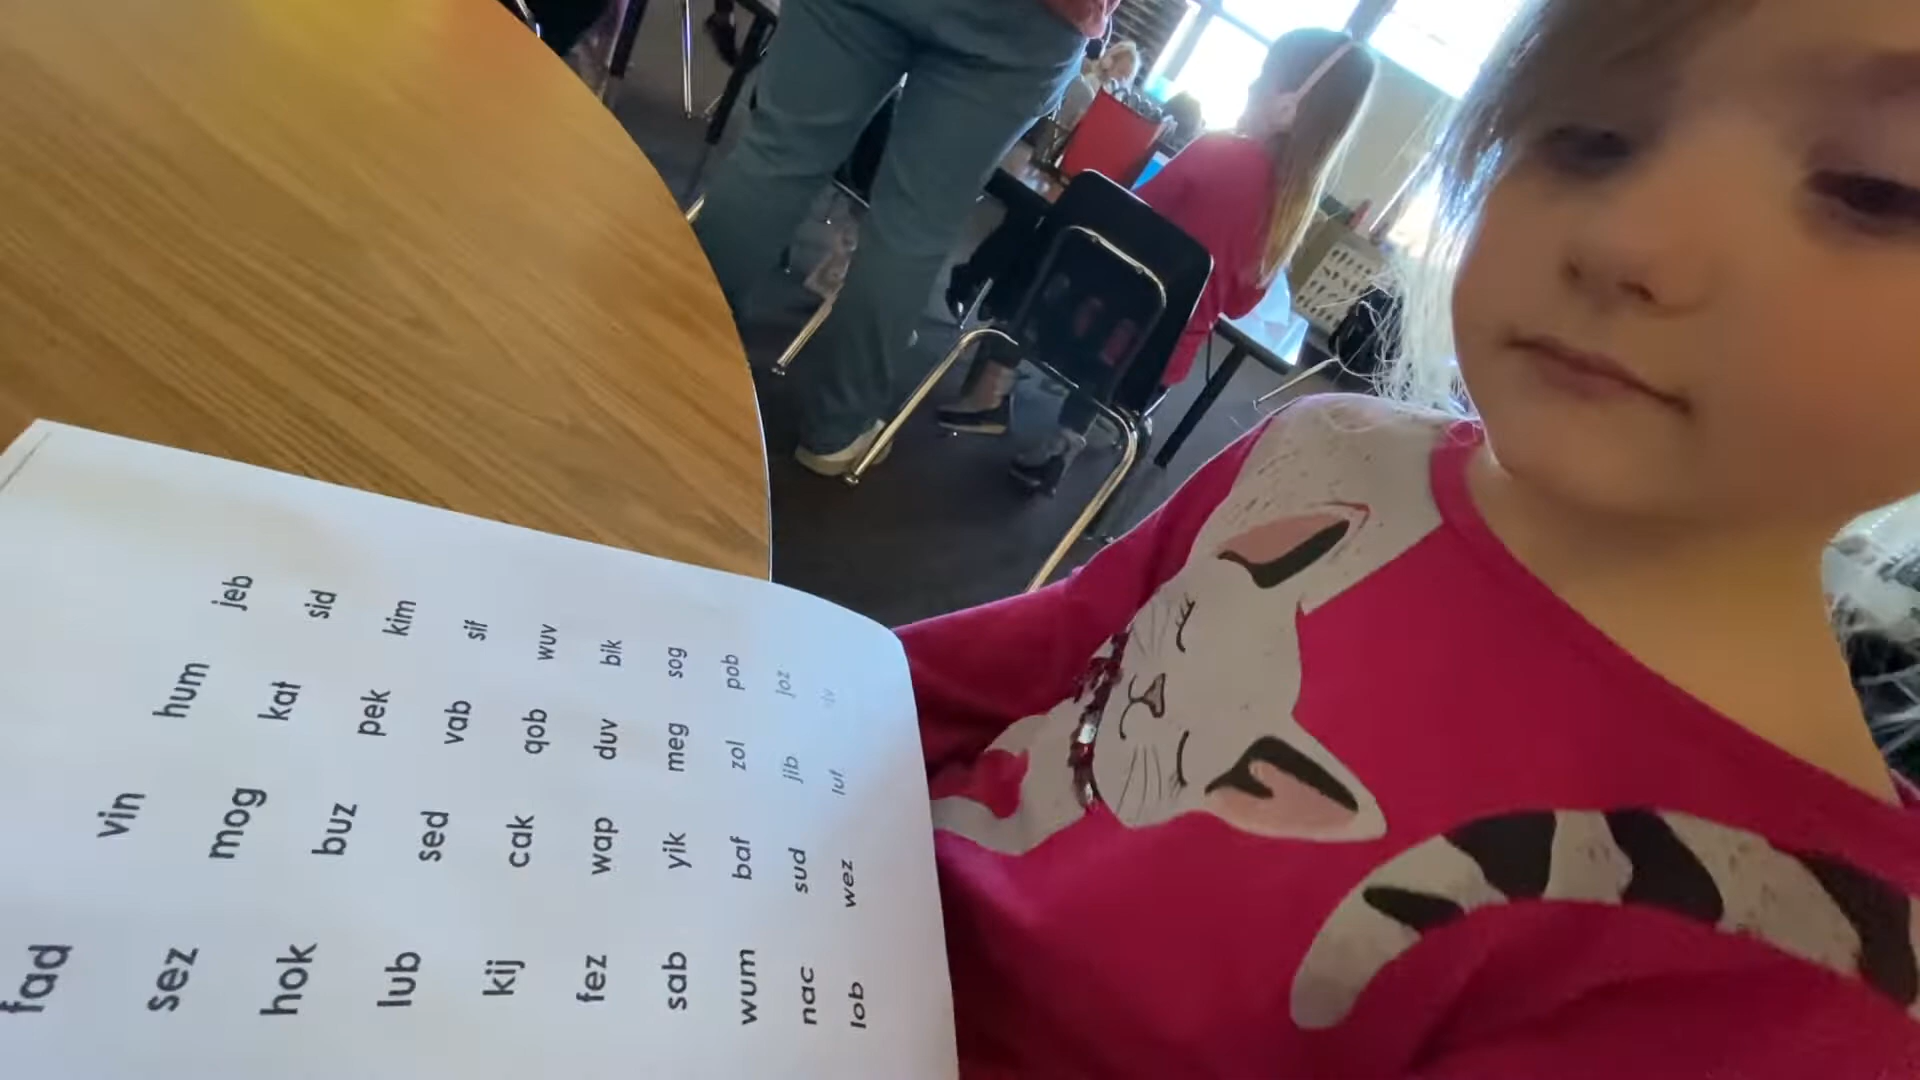 fad vin hum jeb
sez mog kat sid
hok buz pek kim
lub sed vab sif
kij cak qob wuv
fez wap duv bik
sab yik meg sog
wum baf zol pob
nac sud jib
lob wez luf